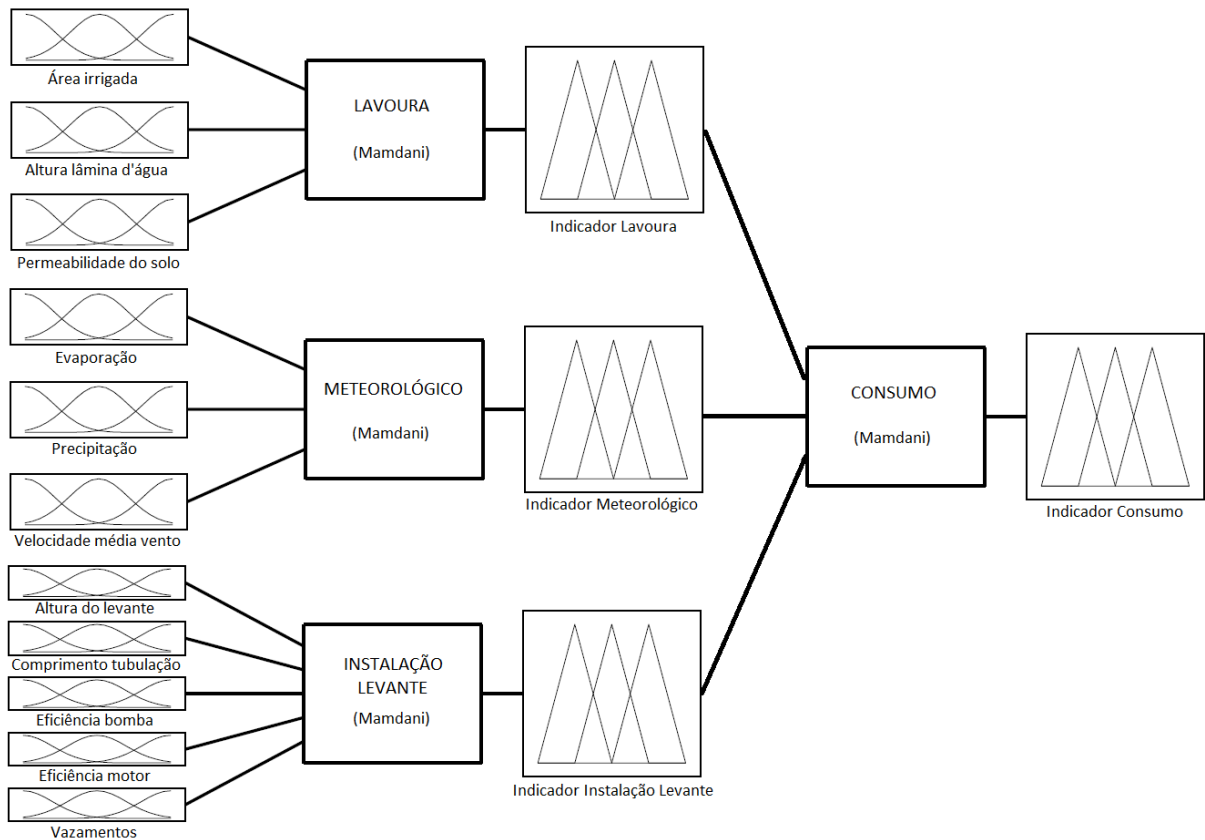 Área irrigada
Altura lâmina d'água
Permeabilidade do solo
LAVOURA
(Mamdani)
Indicador Lavoura
Evaporação
Precipitação
Velocidade média vento
METEOROLÓGICO
(Mamdani)
Indicador Meteorológico
Altura do levante
Comprimento tubulação
Eficiência bomba
Eficiência motor
Vazamentos
INSTALAÇÃO
LEVANTE
(Mamdani)
Indicador Instalação Levante
CONSUMO
(Mamdani)
Indicador Consumo